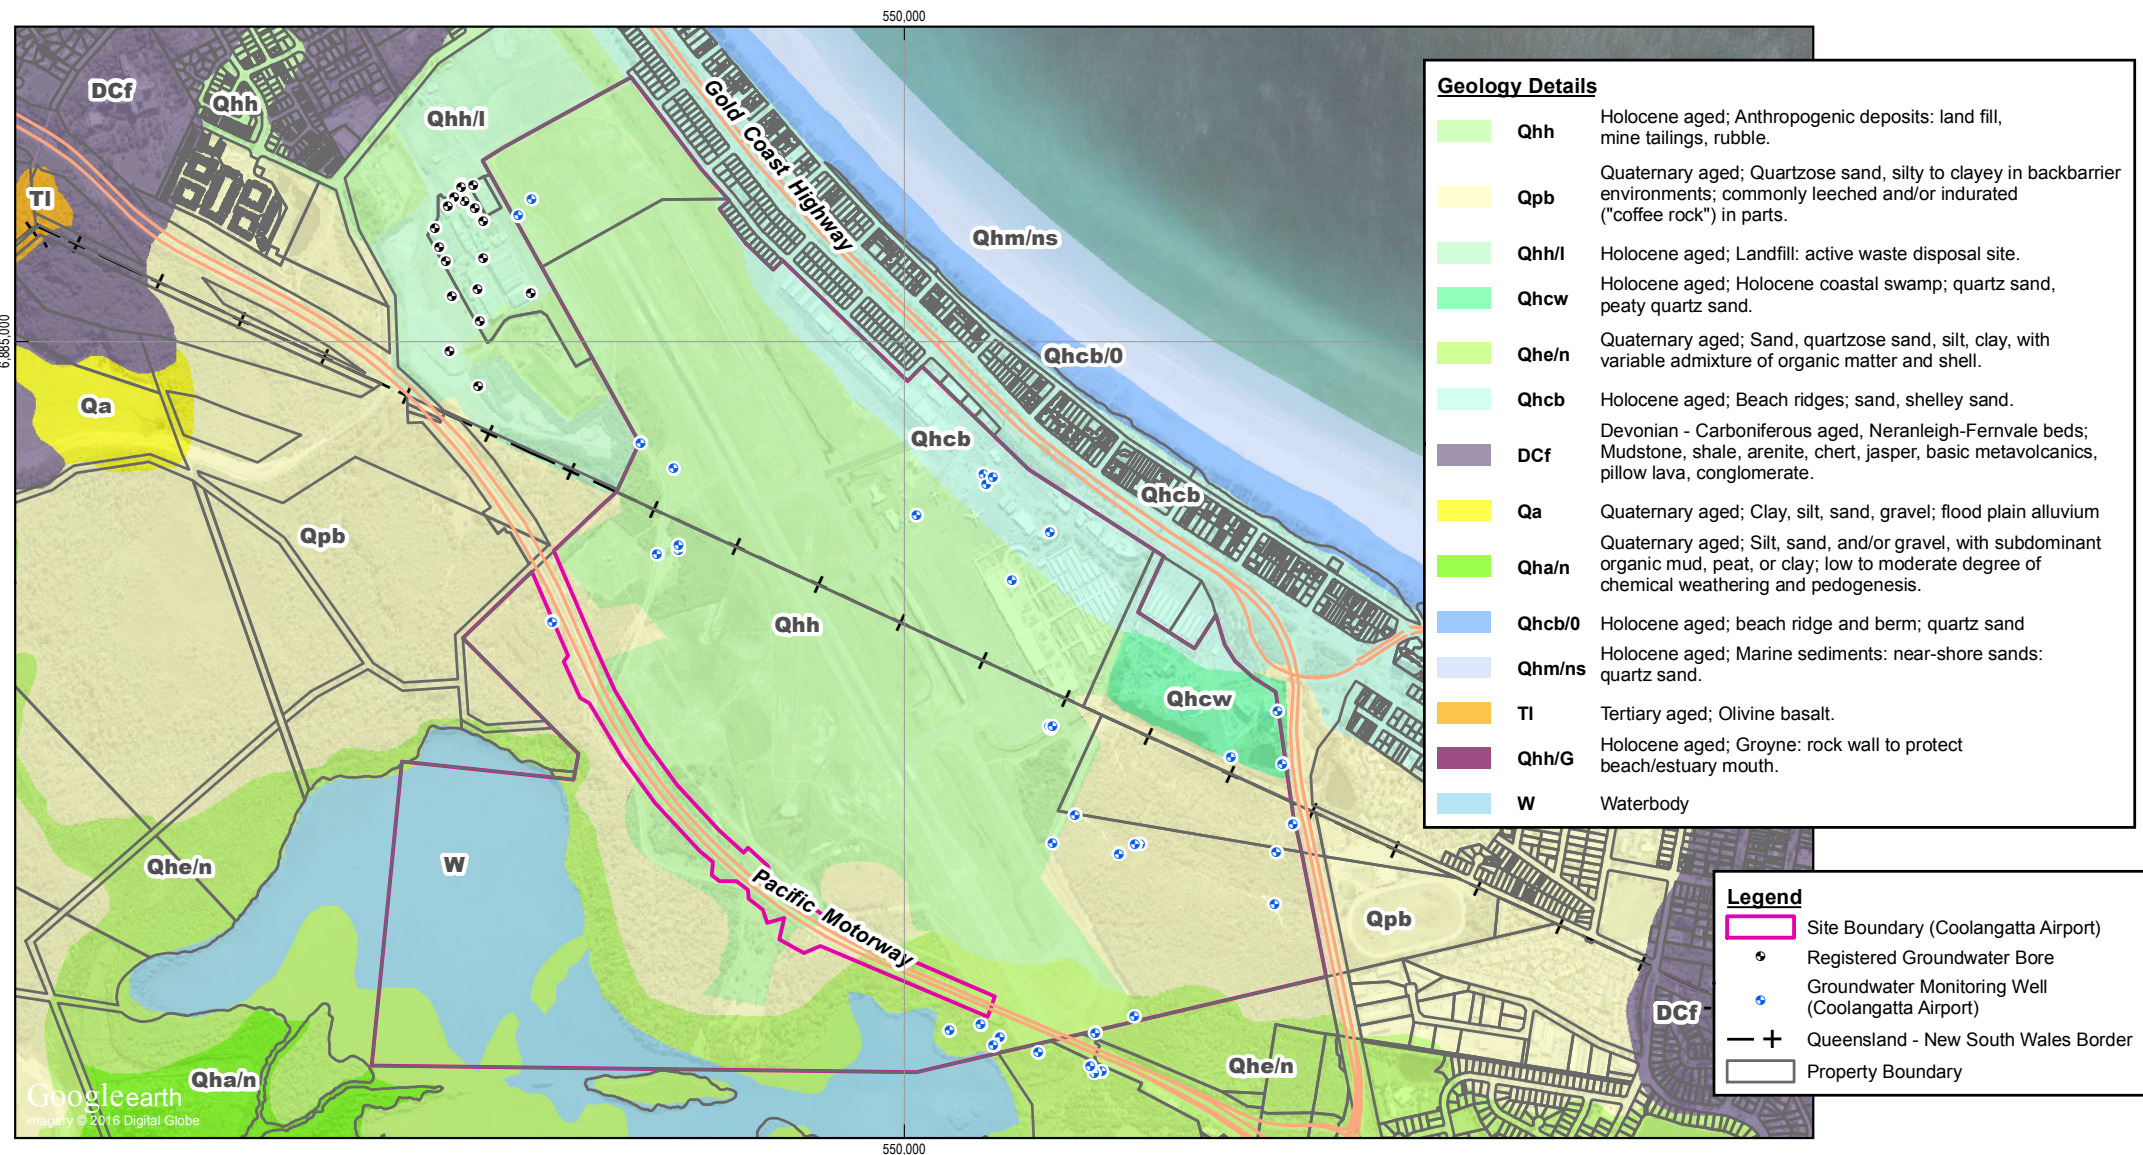 550,000
6,885,000
DCf
Qhh
Qhh/l
Tl
Gold Coast Highway
Qhm/ns
Qhcb/0
Qa
Qhcb
Qhcb
Qpb
Qhh
Qhcw
Qhe/n
W
Pacific Motorway
Qpb
DCf
Qhe/n
Qha/n
Google earth
imagery © 2016 Digital Globe
550,000
Geology Details
Qhh Holocene aged; Anthropogenic deposits: land fill,
mine tailings, rubble.
Qpb Quaternary aged; Quartzose sand, silty to clayey in backbarrier
environments; commonly leeched and/or indurated
("coffee rock") in parts.
Qhh/l Holocene aged; Landfill: active waste disposal site.
Qhcw Holocene aged; Holocene coastal swamp; quartz sand,
peaty quartz sand.
Qhe/n Quaternary aged; Sand, quartzose sand, silt, clay, with
variable admixture of organic matter and shell.
Qhcb Holocene aged; Beach ridges; sand, shelley sand.
DCf Devonian - Carboniferous aged, Neranleigh-Fernvale beds;
Mudstone, shale, arenite, chert, jasper, basic metavolcanics,
pillow lava, conglomerate.
Qa Quaternary aged; Clay, silt, sand, gravel; flood plain alluvium
Qha/n Quaternary aged; Silt, sand, and/or gravel, with subdominant
organic mud, peat, or clay; low to moderate degree of
chemical weathering and pedogenesis.
Qhcb/0 Holocene aged; beach ridge and berm; quartz sand
Qhm/ns Holocene aged; Marine sediments: near-shore sands:
quartz sand.
Tl Tertiary aged; Olivine basalt.
Qhh/G Holocene aged; Groyne: rock wall to protect
beach/estuary mouth.
W Waterbody
Legend
Site Boundary (Coolangatta Airport)
Registered Groundwater Bore
Groundwater Monitoring Well
(Coolangatta Airport)
Queensland - New South Wales Border
Property Boundary